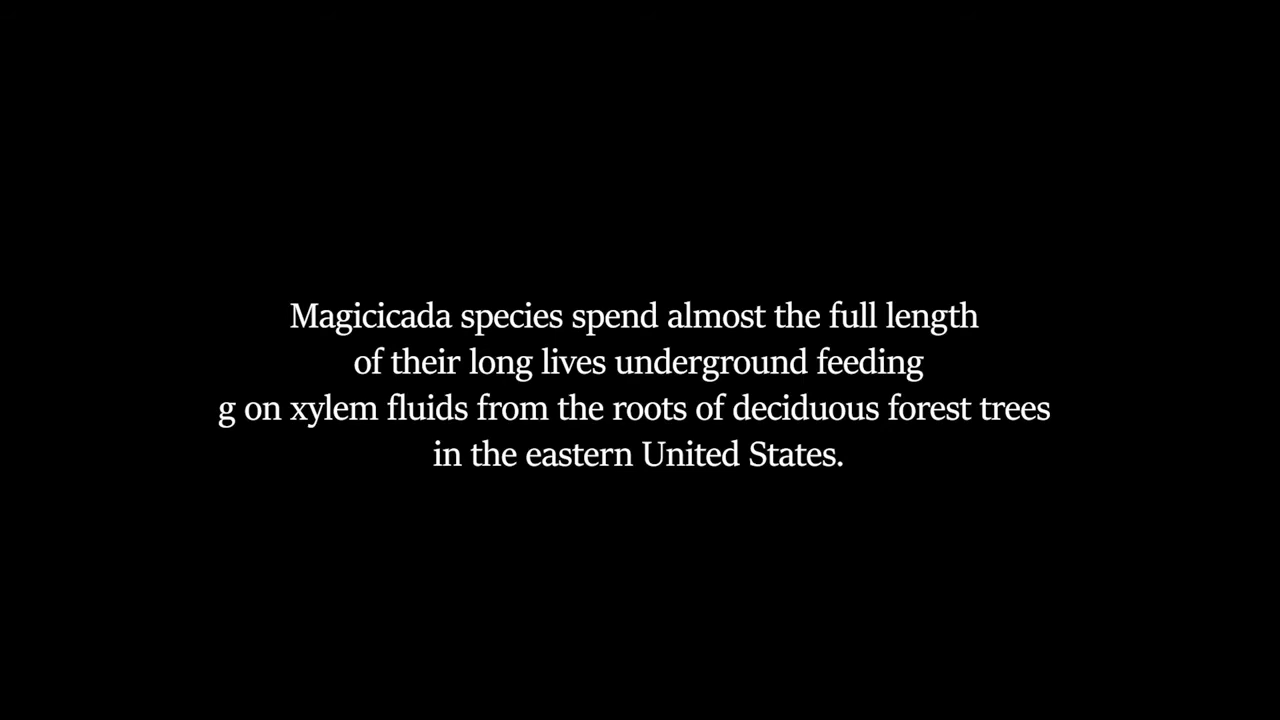 Magicicada species spend almost the full length
of their long lives underground feeding
g on xylem fluids from the roots of deciduous forest trees
in the eastern United States.